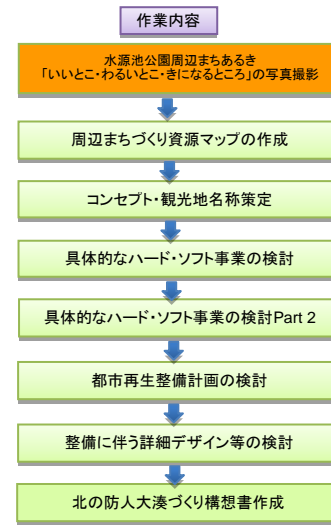 作業内容
水源池公園周辺まちあるき
「いいとこ・わるいとこ・きになるところ」の写真撮影
周辺まちづくり資源マップの作成
コンセプト・観光地名称策定
具体的なハード・ソフト事業の検討
具体的なハード・ソフト事業の検討Part 2
都市再生整備計画の検討
整備に伴う詳細デザイン等の検討
北の防人大湊づくり構想書作成